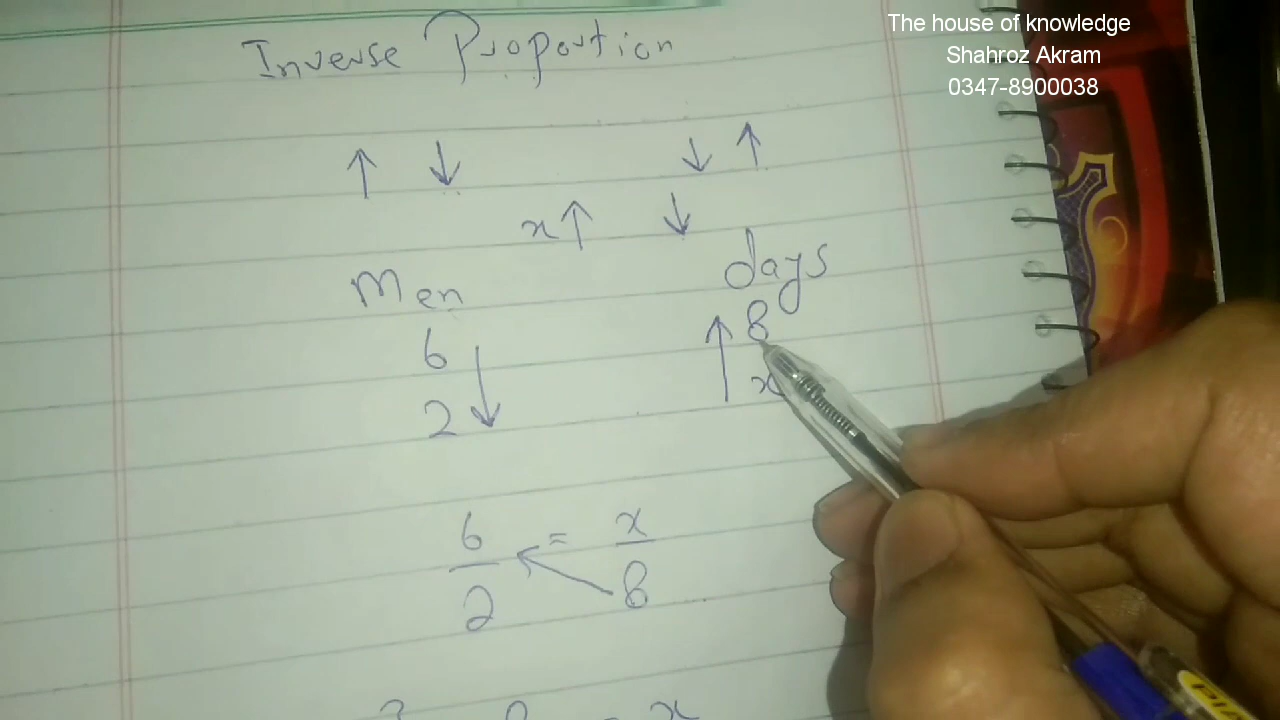 The house of knowledge
Shahroz Akram
0347-8900038
Inverse Proportion
↑ ↓ ↓ ↑
x ↑ ↓
Men days
6 ↓ ↑ 8
2 x
6/2 = x/8
x